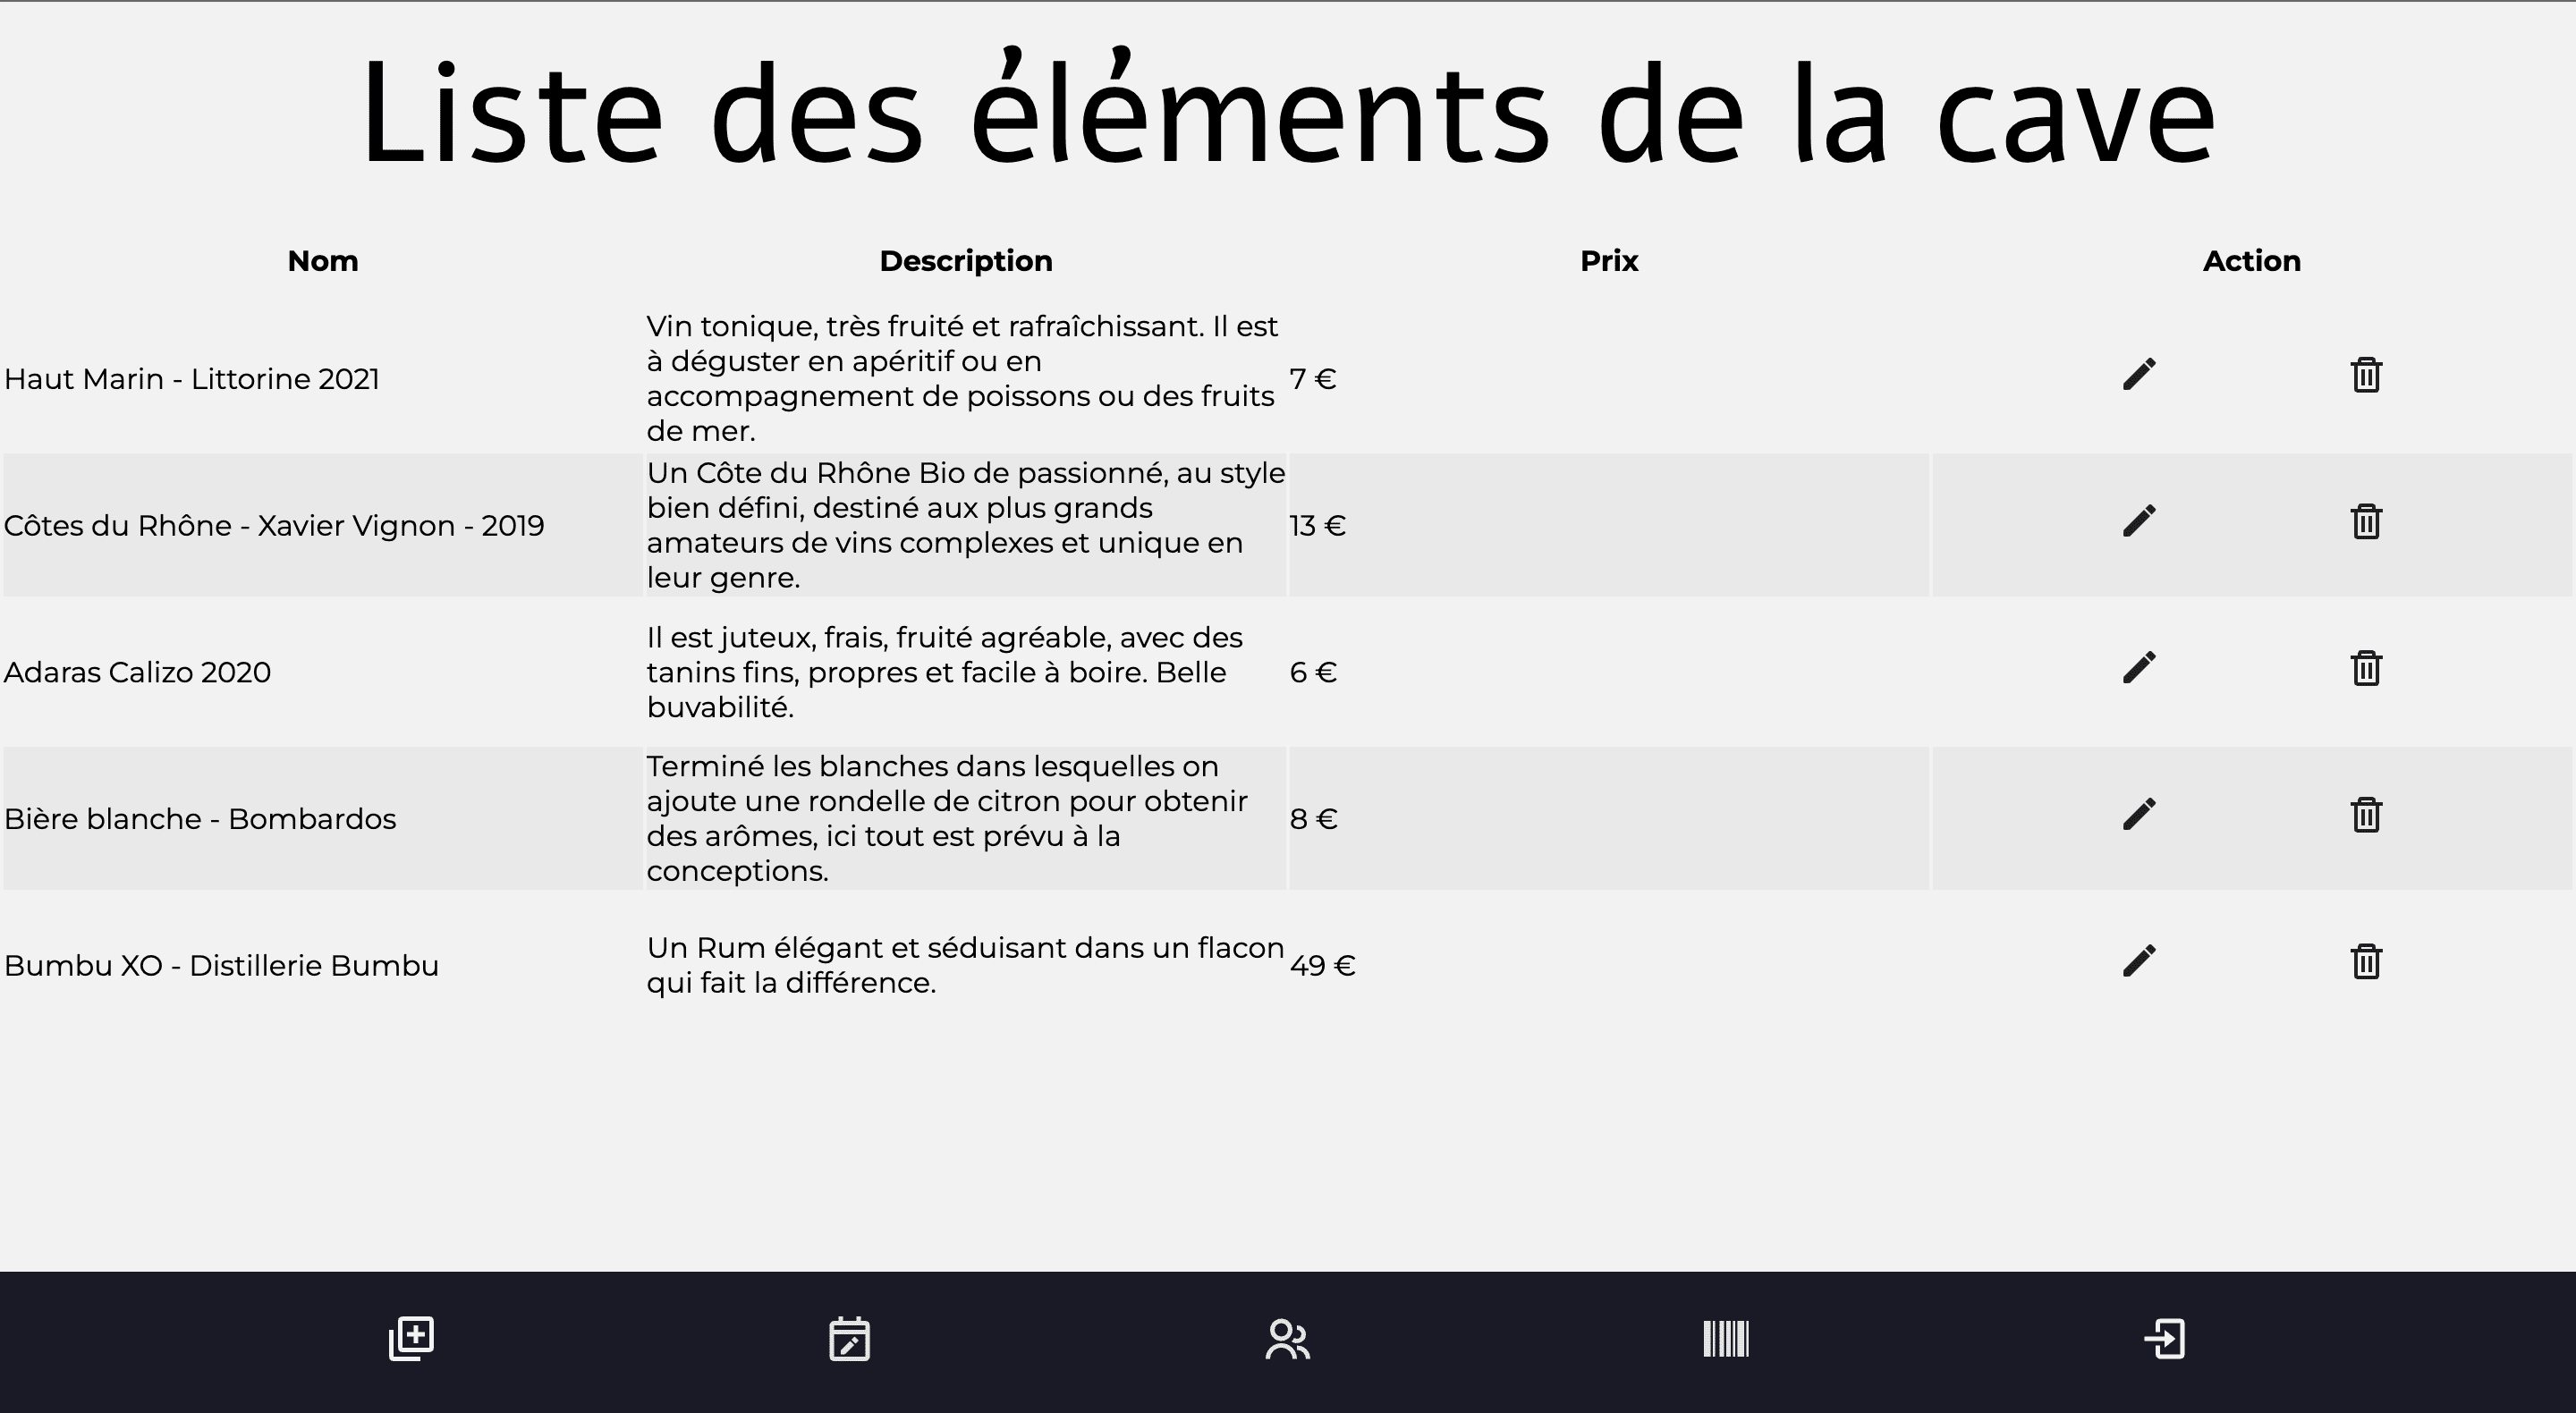 Liste des éléments de la cave
Nom Description Prix Action
Vin tonique, très fruité et rafraîchissant. Il est
à déguster en apéritif ou en
Haut Marin - Littorine 2021
accompagnement de poissons ou des fruits
de mer.
7 €
Un Côte du Rhône Bio de passionné, au style
bien défini, destiné aux plus grands
Côtes du Rhône - Xavier Vignon - 2019
amateurs de vins complexes et unique en
leur genre.
13 €
Il est juteux, frais, fruité agréable, avec des
Adaras Calizo 2020
tanins fins, propres et facile à boire. Belle
buvabilité.
6 €
Terminé les blanches dans lesquelles on
ajoute une rondelle de citron pour obtenir
Bière blanche - Bombardos
des arômes, ici tout est prévu à la
conceptions.
8 €
Un Rum élégant et séduisant dans un flacon
Bumbu XO - Distillerie Bumbu
qui fait la différence.
49 €